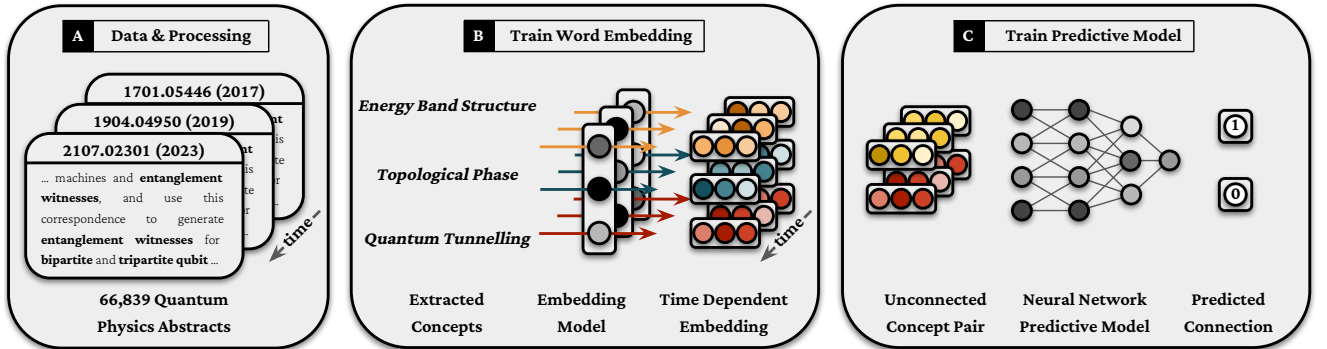 A Data & Processing
1701.05446 (2017)
1904.04950 (2019)
2107.02301 (2023)
... machines and entanglement
witnesses, and use this
correspondence to generate
entanglement witnesses for
bipartite and tripartite qubit ...
time
66,839 Quantum
Physics Abstracts
B Train Word Embedding
Energy Band Structure
Topological Phase
Quantum Tunnelling
time
Extracted
Concepts
Embedding
Model
Time Dependent
Embedding
C Train Predictive Model
1
0
Unconnected
Concept Pair
Neural Network
Predictive Model
Predicted
Connection